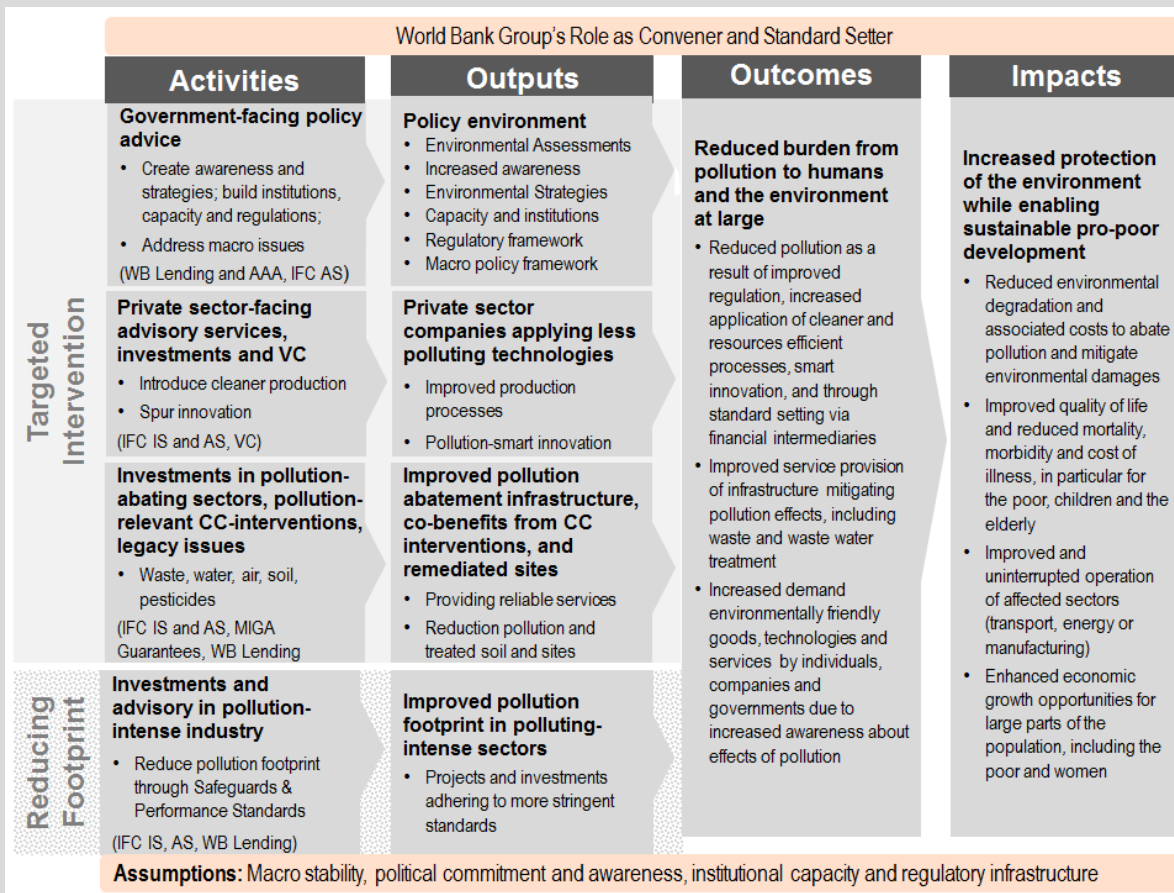 World Bank Group's Role as Convener and Standard Setter
Activities
Outputs
Outcomes
Impacts
Targeted
Intervention
Government-facing policy
advice
• Create awareness and
strategies; build institutions,
capacity and regulations;
• Address macro issues
(WB Lending and AAA, IFC AS)
Policy environment
• Environmental Assessments
• Increased awareness
• Environmental Strategies
• Capacity and institutions
• Regulatory framework
• Macro policy framework
Private sector-facing
advisory services,
investments and VC
• Introduce cleaner production
• Spur innovation
(IFC IS and AS, VC)
Private sector
companies applying less
polluting technologies
• Improved production
processes
• Pollution-smart innovation
Investments in pollution-
abating sectors, pollution-
relevant CC-interventions,
legacy issues
• Waste, water, air, soil,
pesticides
(IFC IS and AS, MIGA
Guarantees, WB Lending
Improved pollution
abatement infrastructure,
co-benefits from CC
interventions, and
remediated sites
• Providing reliable services
• Reduction pollution and
treated soil and sites
Reducing
Footprint
Investments and
advisory in pollution-
intense industry
• Reduce pollution footprint
through Safeguards &
Performance Standards
(IFC IS, AS, WB Lending)
Improved pollution
footprint in polluting-
intense sectors
• Projects and investments
adhering to more stringent
standards
Reduced burden from
pollution to humans
and the environment
at large
• Reduced pollution as a
result of improved
regulation, increased
application of cleaner and
resources efficient
processes, smart
innovation, and through
standard setting via
financial intermediaries
• Improved service provision
of infrastructure mitigating
pollution effects, including
waste and waste water
treatment
• Increased demand
environmentally friendly
goods, technologies and
services by individuals,
companies and
governments due to
increased awareness about
effects of pollution
Increased protection
of the environment
while enabling
sustainable pro-poor
development
• Reduced environmental
degradation and
associated costs to abate
pollution and mitigate
environmental damages
• Improved quality of life
and reduced mortality,
morbidity and cost of
illness, in particular for
the poor, children and the
elderly
• Improved and
uninterrupted operation
of affected sectors
(transport, energy or
manufacturing)
• Enhanced economic
growth opportunities for
large parts of the
population, including the
poor and women
Assumptions: Macro stability, political commitment and awareness, institutional capacity and regulatory infrastructure